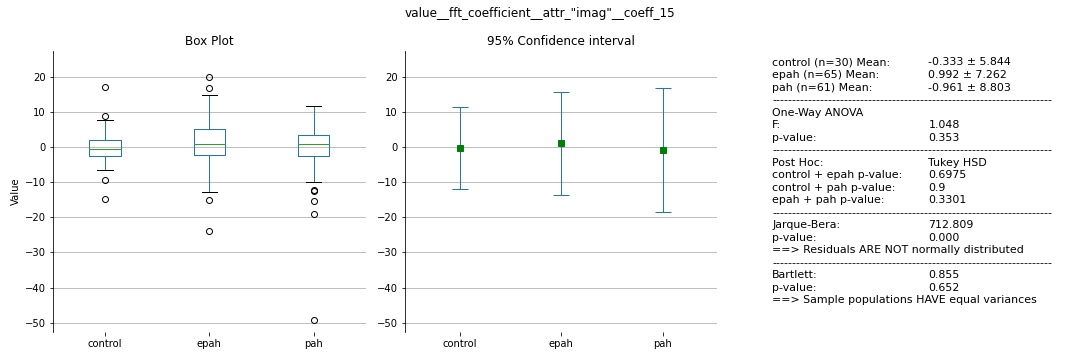 value__fft_coefficient__attr_"imag"__coeff_15
Box Plot
Value
20
10
0
−10
−20
−30
−40
−50
control epah pah
95% Confidence interval
20
10
0
−10
−20
−30
−40
−50
control epah pah
control (n=30) Mean: -0.333 ± 5.844
epah (n=65) Mean: 0.992 ± 7.262
pah (n=61) Mean: -0.961 ± 8.803
One-Way ANOVA
F: 1.048
p-value: 0.353
Post Hoc: Tukey HSD
control + epah p-value: 0.6975
control + pah p-value: 0.9
epah + pah p-value: 0.3301
Jarque-Bera: 712.809
p-value: 0.000
==> Residuals ARE NOT normally distributed
Bartlett: 0.855
p-value: 0.652
==> Sample populations HAVE equal variances